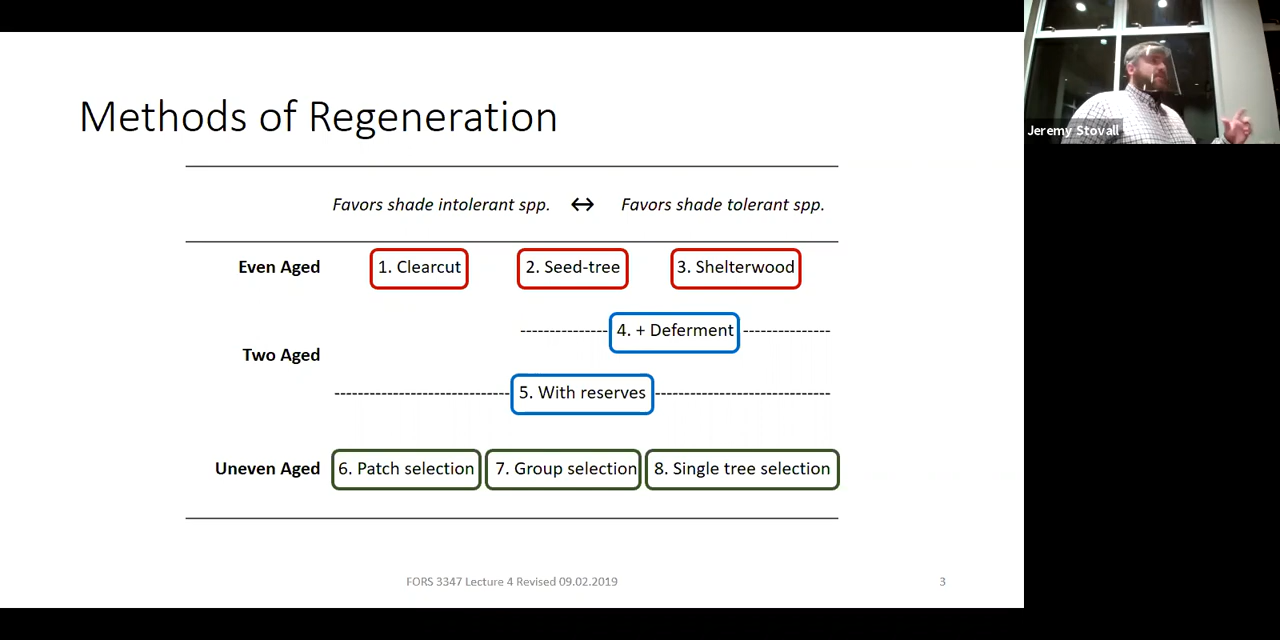 Methods of Regeneration
Jeremy Stovall
Favors shade intolerant spp. ↔ Favors shade tolerant spp.
Even Aged 1. Clearcut 2. Seed-tree 3. Shelterwood
4. + Deferment
Two Aged
5. With reserves
Uneven Aged 6. Patch selection 7. Group selection 8. Single tree selection
FORS 3347 Lecture 4 Revised 09.02.2019 3